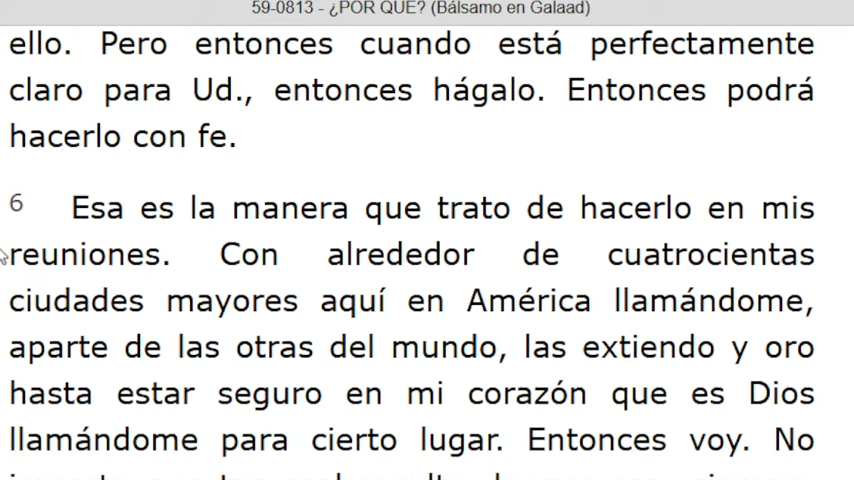 59-0813 - ¿POR QUE? (Bálsamo en Galaad)
ello. Pero entonces cuando está perfectamente
claro para Ud., entonces hágalo. Entonces podrá
hacerlo con fe.
6 Esa es la manera que trato de hacerlo en mis
reuniones. Con alrededor de cuatrocientas
ciudades mayores aquí en América llamándome,
aparte de las otras del mundo, las extiendo y oro
hasta estar seguro en mi corazón que es Dios
llamándome para cierto lugar. Entonces voy. No